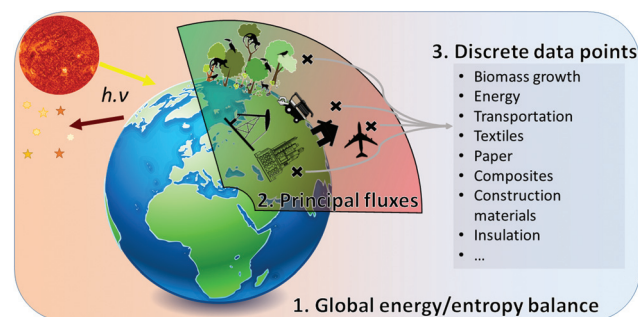 3. Discrete data points
h.ν
• Biomass growth
• Energy
• Transportation
• Textiles
• Paper
• Composites
• Construction
materials
• Insulation
• ...
2. Principal fluxes
1. Global energy/entropy balance